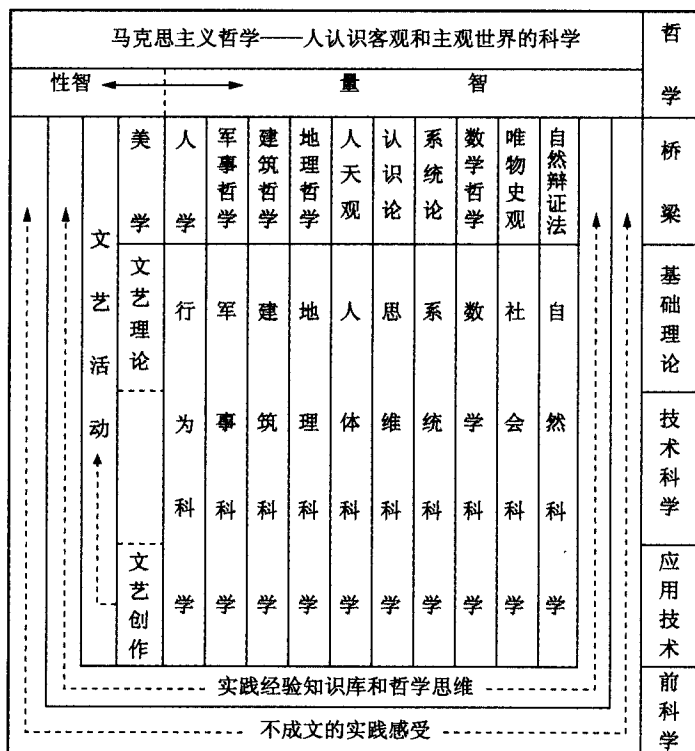 马克思主义哲学——人认识客观和主观世界的科学
哲学
性智
量智
美学
人学
军事哲学
建筑哲学
地理哲学
人天观
认识论
系统论
数学哲学
唯物史观
自然辩证法
桥梁
文艺活动
文艺理论
文艺创作
行为科学
军事科学
建筑科学
地理科学
人体科学
思维科学
系统科学
数学科学
社会科学
自然科学
基础理论
技术科学
应用技术
实践经验知识库和哲学思维
不成文的实践感受
前科学